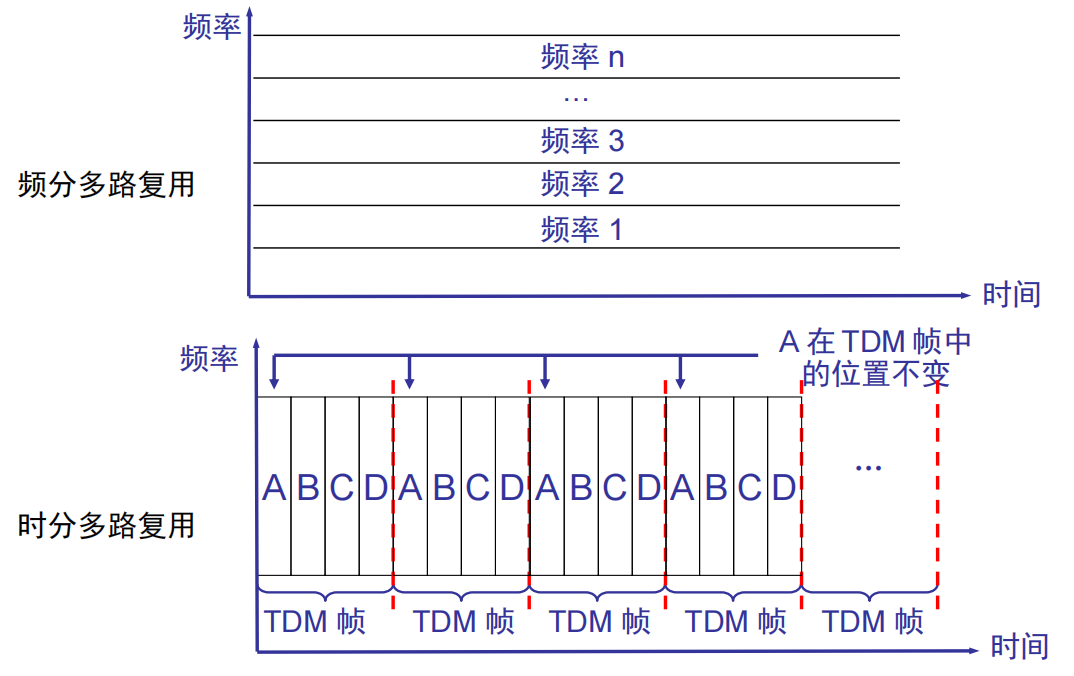 频率
频率 n
…
频率 3
频分多路复用
频率 2
频率 1
时间
频率
A 在 TDM 帧中
的位置不变
A B C D A B C D A B C D A B C D
…
时分多路复用
TDM 帧 TDM 帧 TDM 帧 TDM 帧 TDM 帧
时间